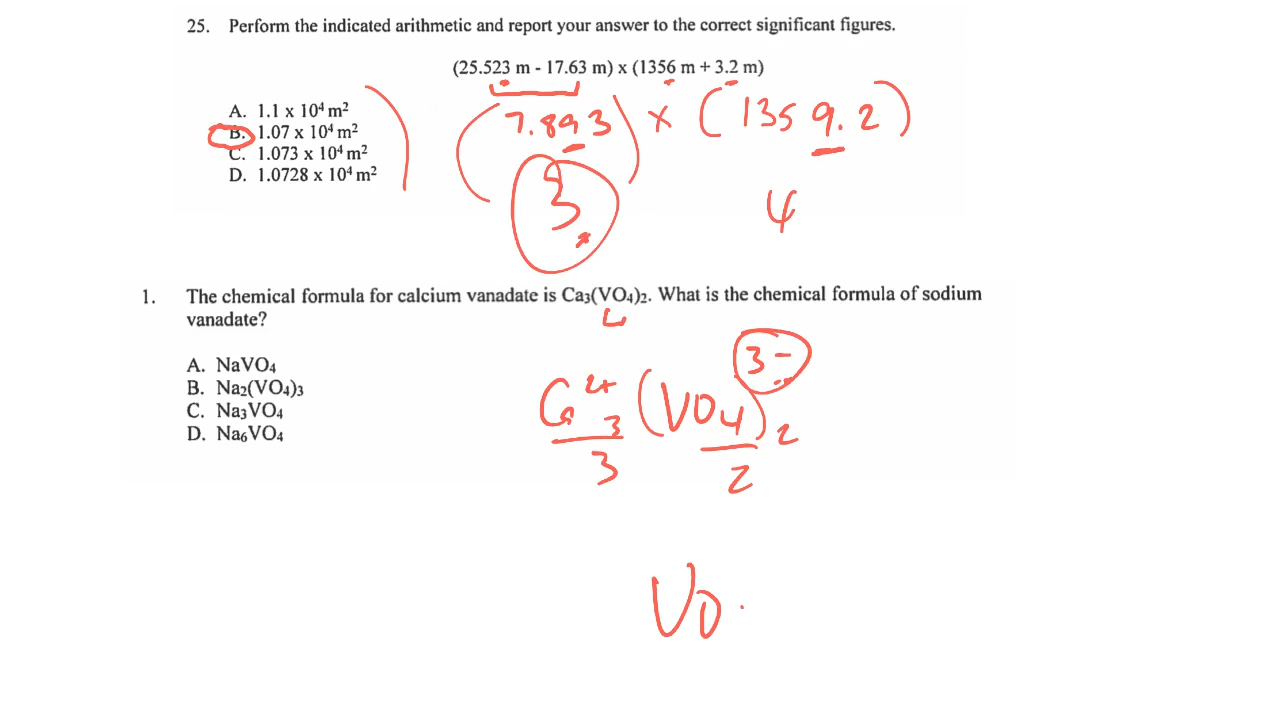 25. Perform the indicated arithmetic and report your answer to the correct significant figures.
(25.523 m - 17.63 m) x (1356 m + 3.2 m)
A. 1.1 x 10⁴ m²
B. 1.07 x 10⁴ m²
C. 1.073 x 10⁴ m²
D. 1.0728 x 10⁴ m²
(7.893) x (1359.2)
3 4
1. The chemical formula for calcium vanadate is Ca₃(VO₄)₂. What is the chemical formula of sodium
vanadate?
A. NaVO₄
B. Na₂(VO₄)₃
C. Na₃VO₄
D. Na₆VO₄
Ca²⁺₃ (VO₄)³⁻₂
3 2
VO